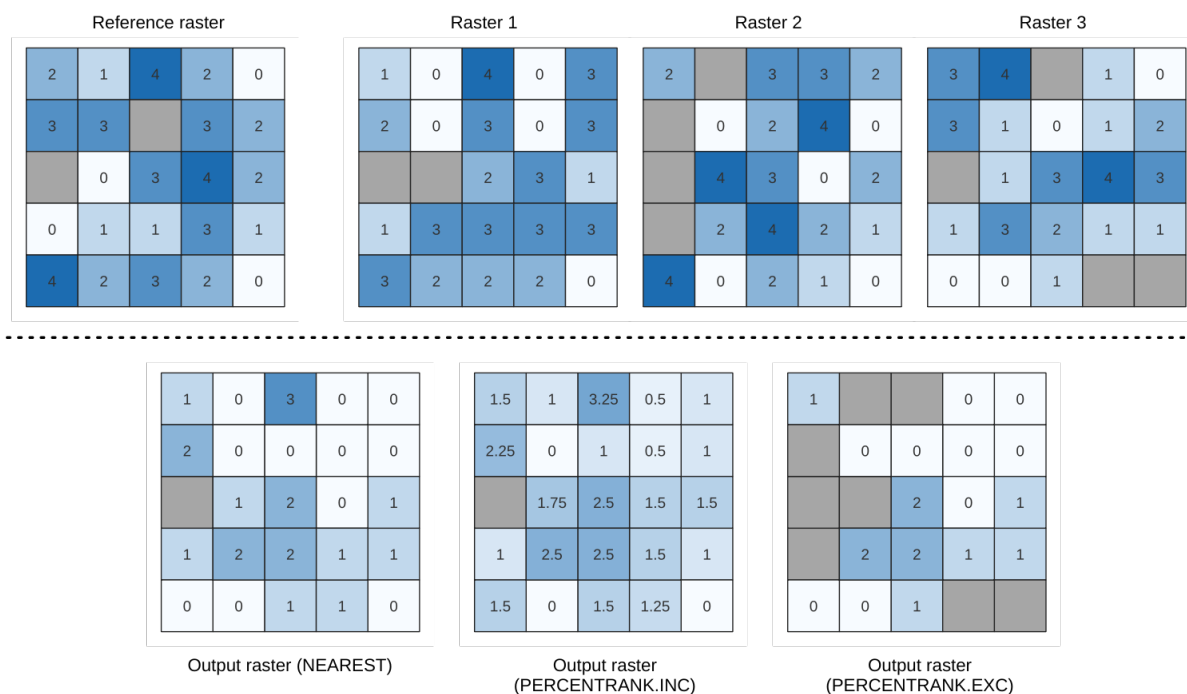 Reference raster Raster 1 Raster 2 Raster 3
2 1 4 2 0 1 0 4 0 3 2 3 3 2 3 4 1 0
3 3 3 2 2 0 3 0 3 0 2 4 0 3 1 0 1 2
0 3 4 2 2 3 1 4 3 0 2 1 3 4 3
0 1 1 3 1 1 3 3 3 3 2 4 2 1 1 3 2 1 1
4 2 3 2 0 3 2 2 2 0 4 0 2 1 0 0 0 1
1 0 3 0 0 1.5 1 3.25 0.5 1 1 0 0
2 0 0 0 0 2.25 0 1 0.5 1 0 0 0 0
1 2 0 1 1.75 2.5 1.5 1.5 2 0 1
1 2 2 1 1 1 2.5 2.5 1.5 1 2 2 1 1
0 0 1 1 0 1.5 0 1.5 1.25 0 0 0 1
Output raster (NEAREST) Output raster Output raster
(PERCENTRANK.INC) (PERCENTRANK.EXC)